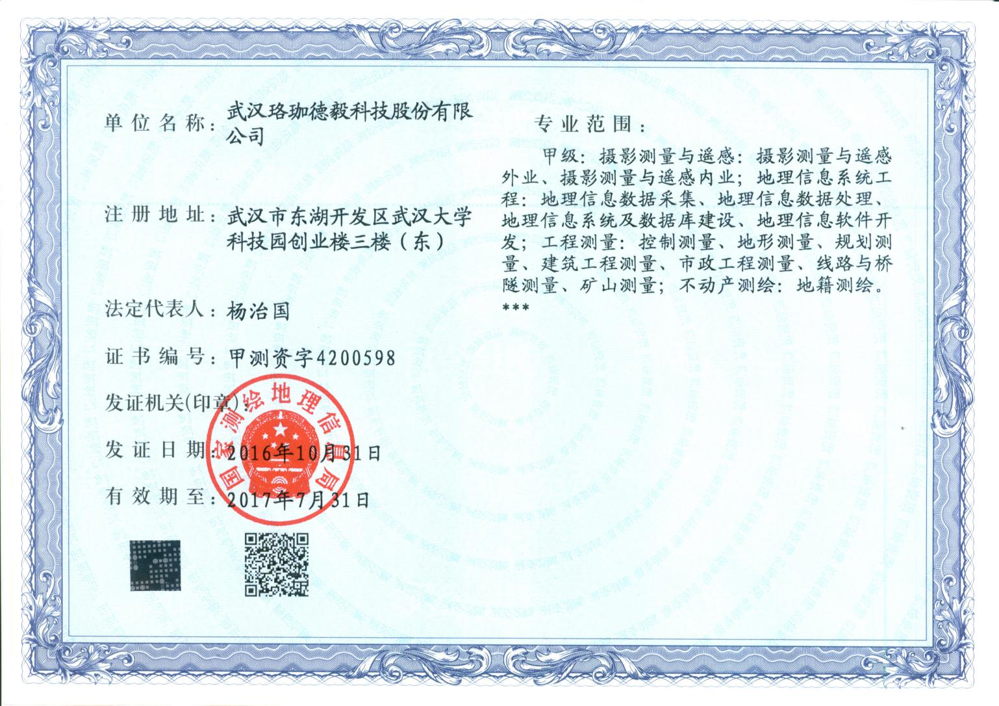 单位名称：武汉珞珈德毅科技股份有限
公司
注册地址：武汉市东湖开发区武汉大学
科技园创业楼三楼（东）
法定代表人：杨治国
证书编号：甲测资字4200598
发证机关(印章)：
国家测绘地理信息局
发证日期：2016年10月31日
有效期至：2017年7月31日
专业范围：
甲级：摄影测量与遥感：摄影测量与遥感
外业、摄影测量与遥感内业；地理信息系统工
程：地理信息数据采集、地理信息数据处理、
地理信息系统及数据库建设、地理信息软件开
发；工程测量：控制测量、地形测量、规划测
量、建筑工程测量、市政工程测量、线路与桥
隧测量、矿山测量；不动产测绘：地籍测绘。
***